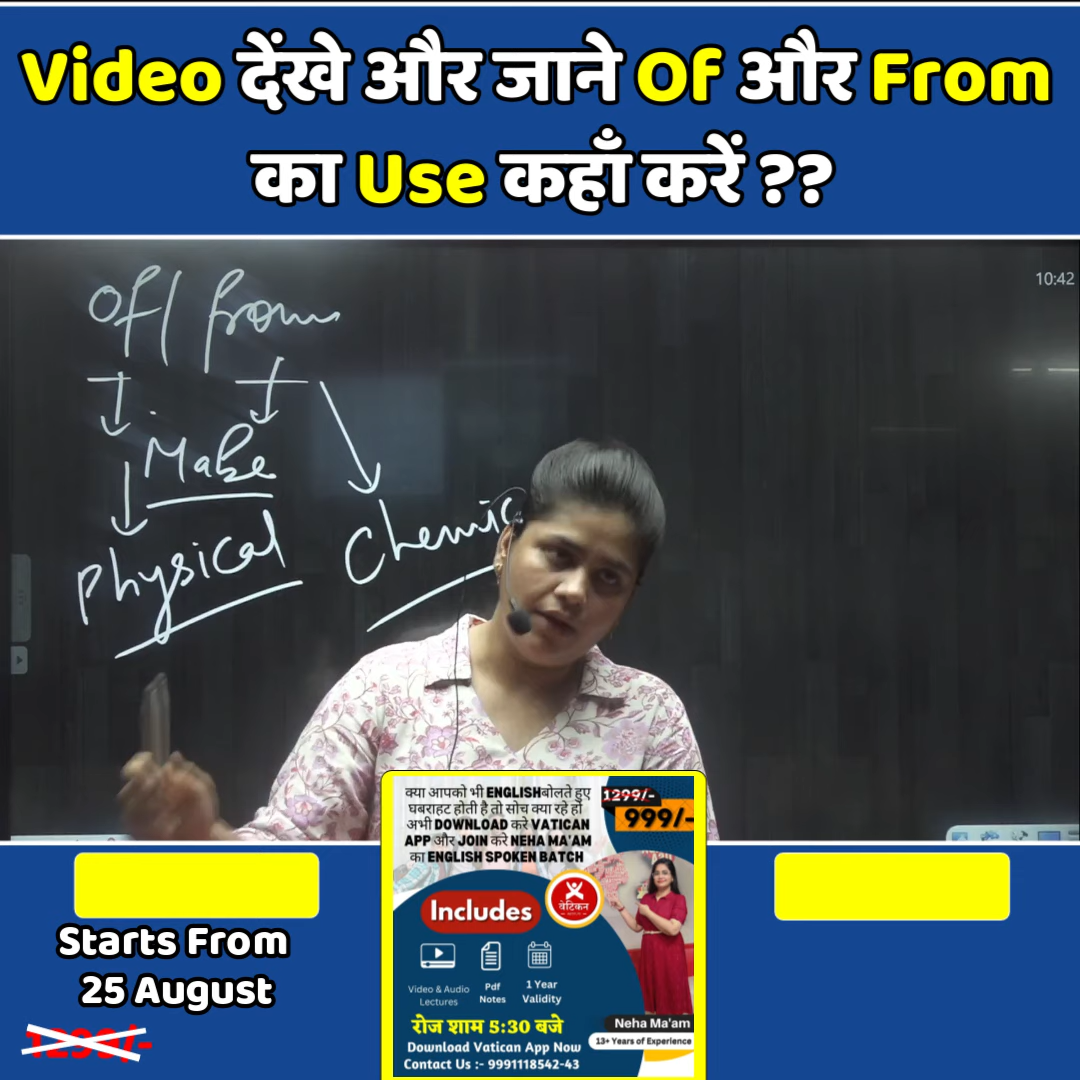 Video देंखे और जाने Of और From
का Use कहाँ करें ??
10:42
Of/ from
Make
Physical
Chemic
क्या आपको भी ENGLISHबोलते हुए
घबराहट होती है तो सोच क्या रहे हो
अभी DOWNLOAD करे VATICAN
APP और JOIN करे NEHA MA'AM
का ENGLISH SPOKEN BATCH
1299/-
999/-
Includes
वेटिकन
Video & Audio
Lectures
Pdf
Notes
1 Year
Validity
रोज शाम 5:30 बजे
Download Vatican App Now
Contact Us :- 9991118542-43
Neha Ma'am
13+ Years of Experience
Starts From
25 August
1299/-